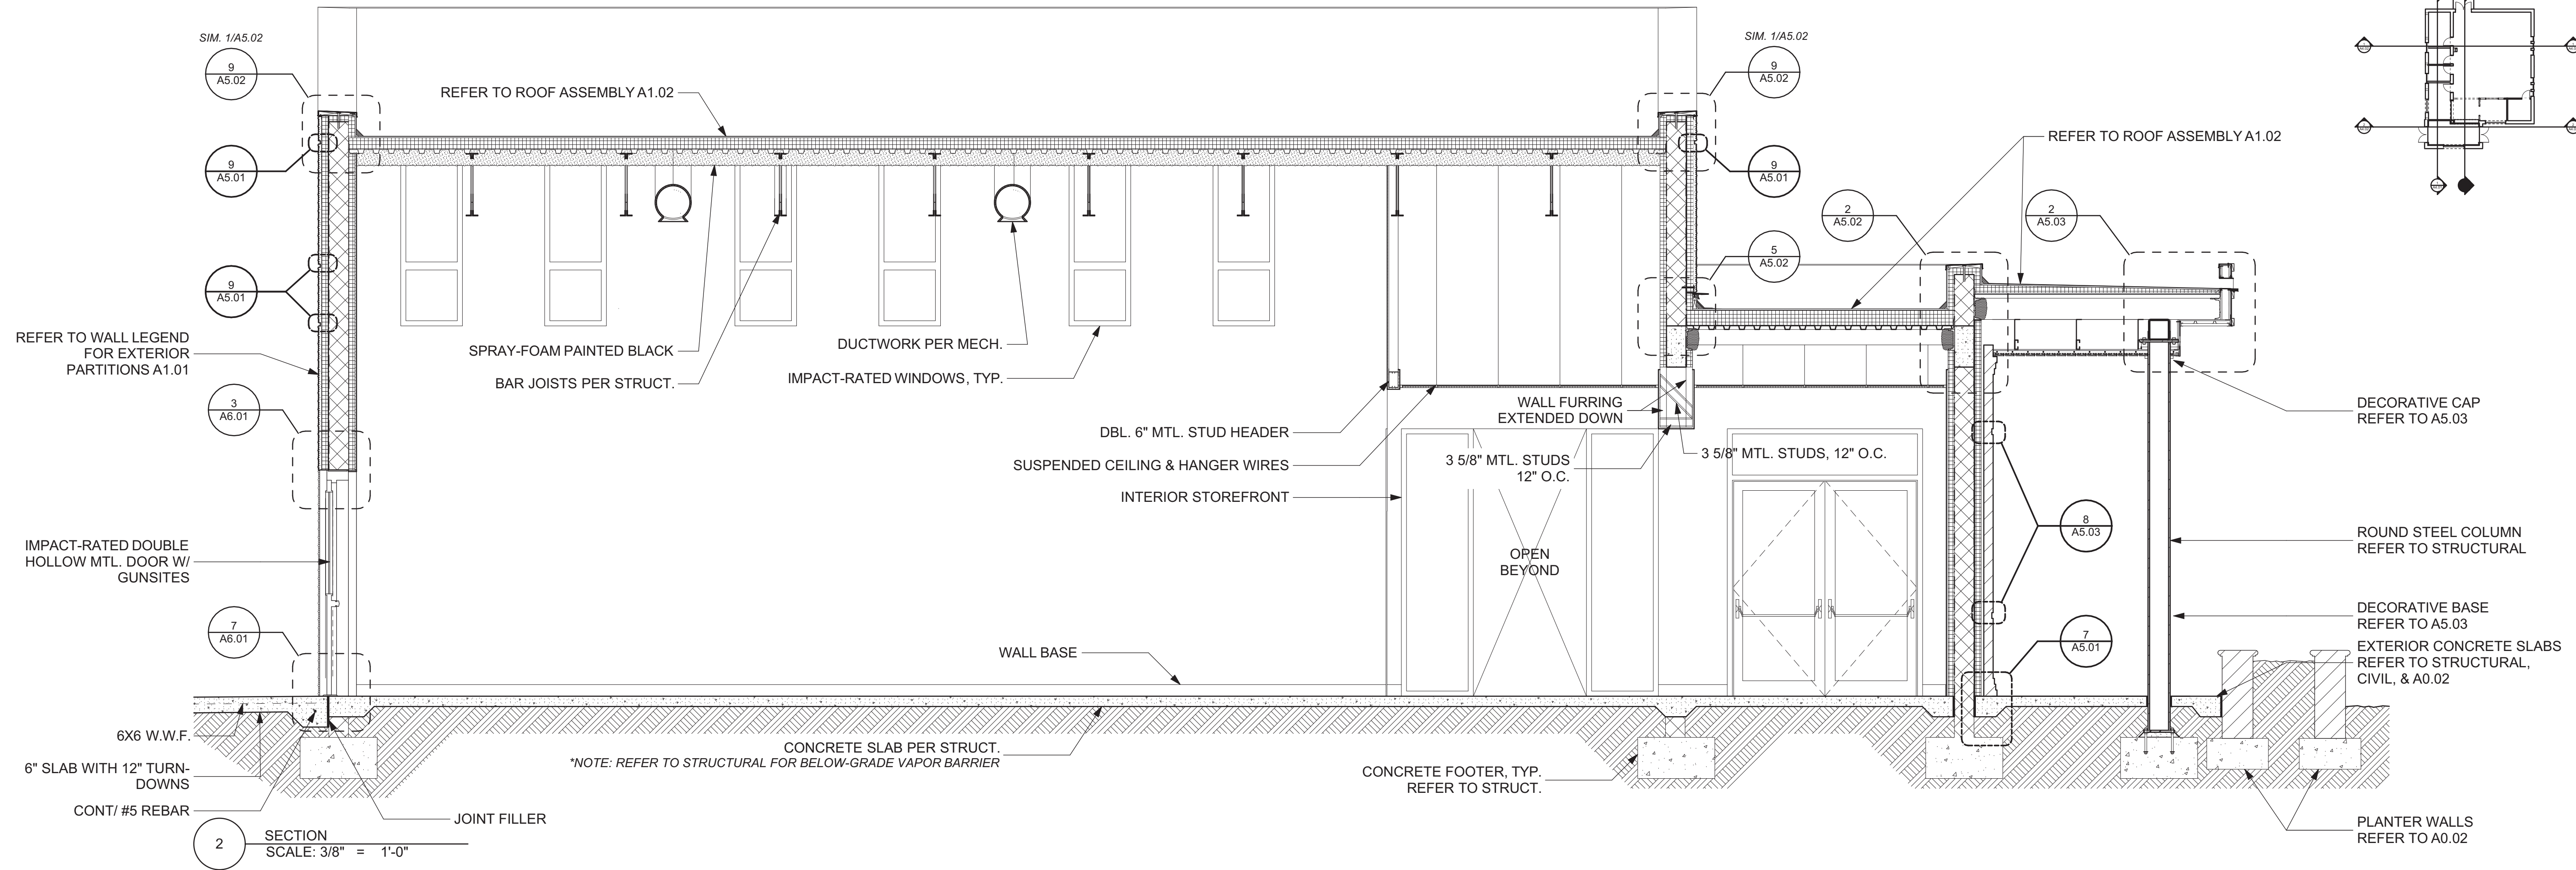 SIM. 1/A5.02
9
A5.02
REFER TO ROOF ASSEMBLY A1.02
9
A5.01
9
A5.01
REFER TO WALL LEGEND
FOR EXTERIOR
PARTITIONS A1.01
3
A6.01
SPRAY-FOAM PAINTED BLACK
BAR JOISTS PER STRUCT.
DUCTWORK PER MECH.
IMPACT-RATED WINDOWS, TYP.
SIM. 1/A5.02
9
A5.02
9
A5.01
5
A5.02
2
A5.02
2
A5.03
REFER TO ROOF ASSEMBLY A1.02
DBL. 6" MTL. STUD HEADER
SUSPENDED CEILING & HANGER WIRES
INTERIOR STOREFRONT
WALL FURRING
EXTENDED DOWN
3 5/8" MTL. STUDS
12" O.C.
3 5/8" MTL. STUDS, 12" O.C.
OPEN
BEYOND
DECORATIVE CAP
REFER TO A5.03
8
A5.03
ROUND STEEL COLUMN
REFER TO STRUCTURAL
DECORATIVE BASE
REFER TO A5.03
7
A5.01
EXTERIOR CONCRETE SLABS
REFER TO STRUCTURAL,
CIVIL, & A0.02
IMPACT-RATED DOUBLE
HOLLOW MTL. DOOR W/
GUNSITES
7
A6.01
WALL BASE
6X6 W.W.F.
6" SLAB WITH 12" TURN-
DOWNS
CONT/ #5 REBAR
JOINT FILLER
CONCRETE SLAB PER STRUCT.
*NOTE: REFER TO STRUCTURAL FOR BELOW-GRADE VAPOR BARRIER
CONCRETE FOOTER, TYP.
REFER TO STRUCT.
PLANTER WALLS
REFER TO A0.02
2
SECTION
SCALE: 3/8" = 1'-0"